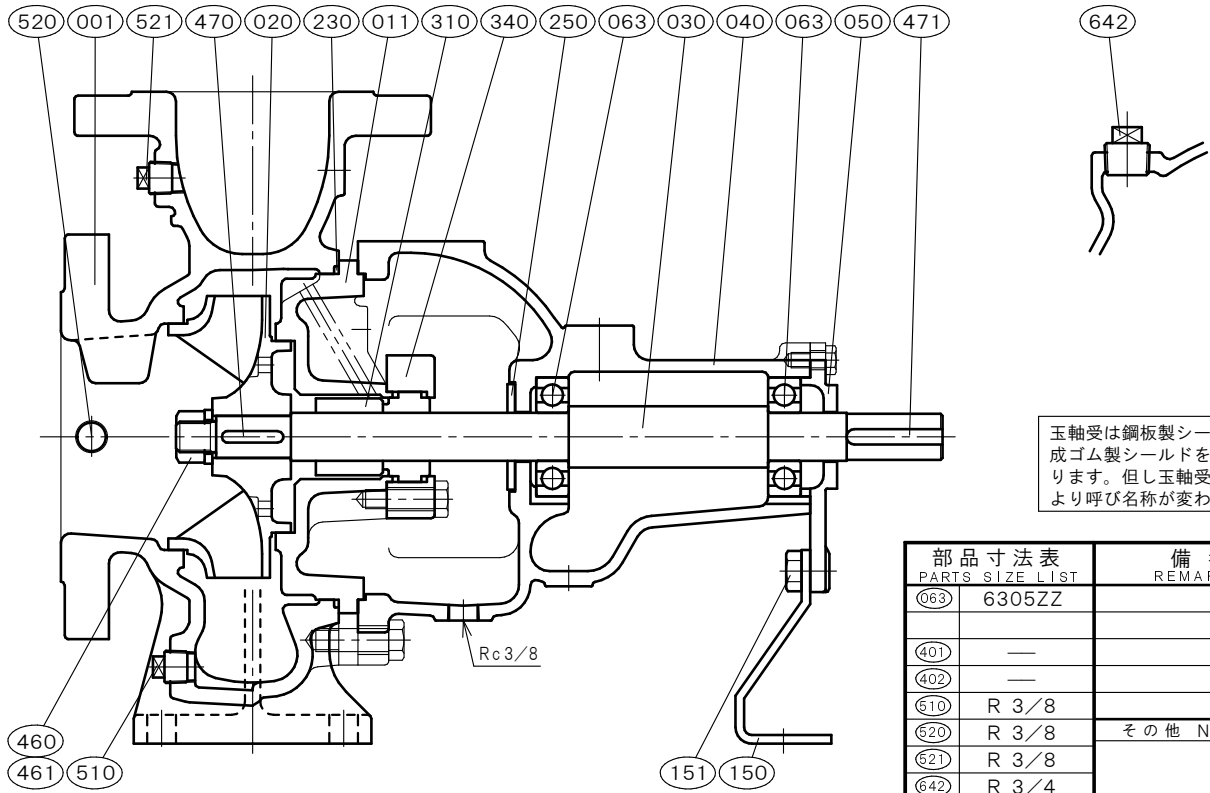 520 001 521 470 020 230 011 310 340 250 063 030 040 063 050 471 642
玉軸受は鋼板製シー
成ゴム製シールドを
ります。但し玉軸受
より呼び名称が変わ
部品寸法表 備
PARTS SIZE LIST REMAR
063 6305ZZ
401 —
402 —
510 R 3/8
520 R 3/8 その他 N
521 R 3/8
642 R 3/4
Rc3/8
460
461 510 151 150